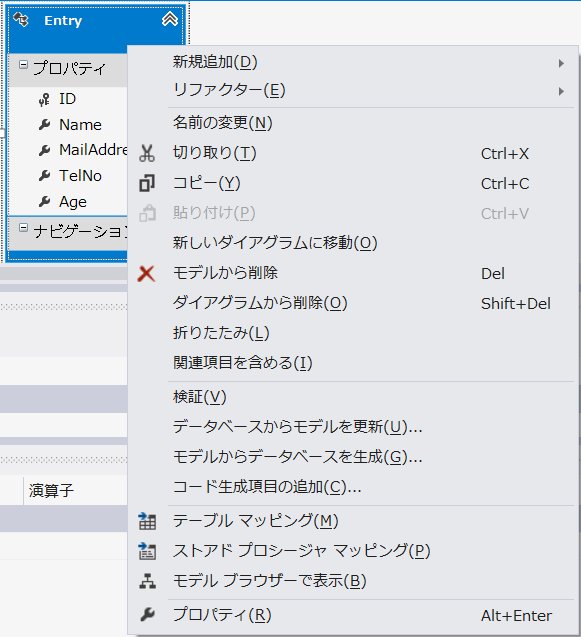 Entry
プロパティ
ID
Name
MailAddre
TelNo
Age
ナビゲーション
演算子
新規追加(D)
リファクター(E)
名前の変更(N)
切り取り(T) Ctrl+X
コピー(Y) Ctrl+C
貼り付け(P) Ctrl+V
新しいダイアグラムに移動(O)
モデルから削除 Del
ダイアグラムから削除(O) Shift+Del
折りたたみ(L)
関連項目を含める(I)
検証(V)
データベースからモデルを更新(U)...
モデルからデータベースを生成(G)...
コード生成項目の追加(C)...
テーブル マッピング(M)
ストアド プロシージャ マッピング(P)
モデル ブラウザーで表示(B)
プロパティ(R) Alt+Enter